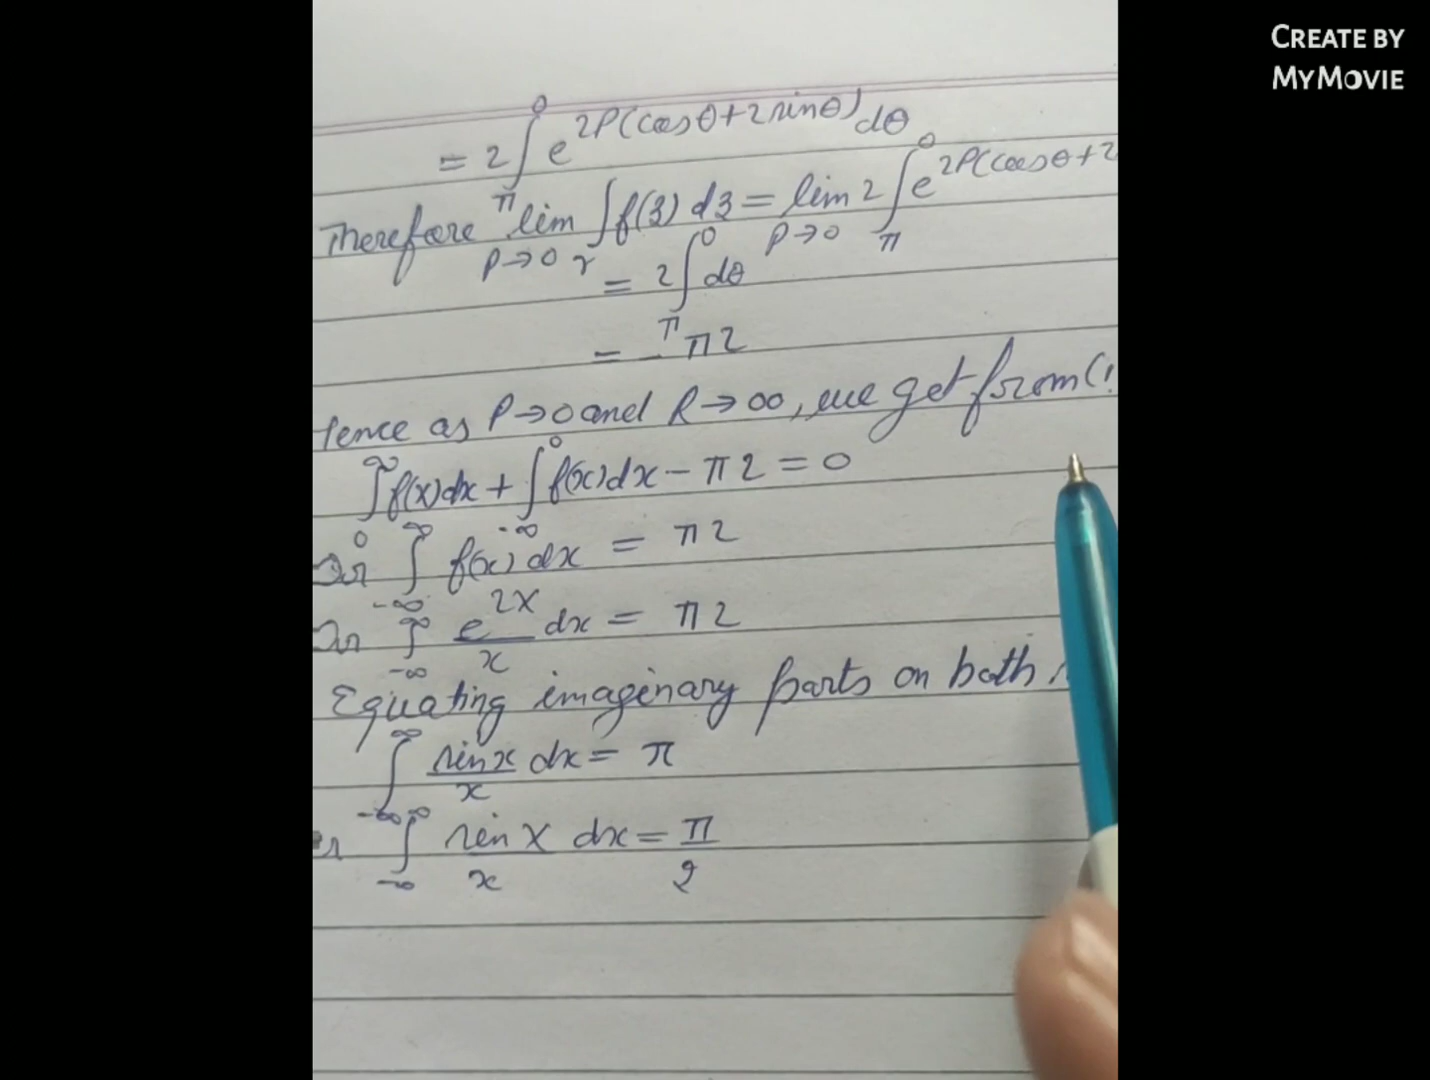 = 2∫_π^0 e^{2P(cosθ+2sinθ)} dθ
Therefore lim_{P→0} ∫_γ f(z) dz = lim_{P→0} 2∫_π^0 e^{2P(cosθ+2
= 2∫_π^0 dθ
= -π2
Hence as P→0 and R→∞, we get from (1
∫_0^∞ f(x)dx + ∫_{-∞}^0 f(x)dx - π2 = 0
Or ∫_{-∞}^∞ f(x) dx = π2
Or ∫_{-∞}^∞ e^{2x}/x dx = π2
Equating imaginary parts on both
∫_{-∞}^∞ sinx/x dx = π
Or ∫_{-∞}^∞ sin x/x dx = π/2
CREATE BY
MYMOVIE